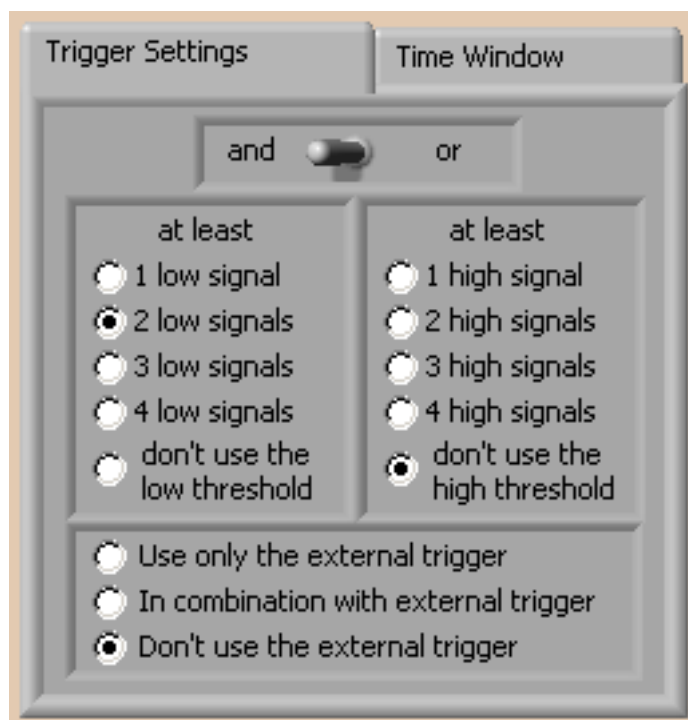 Trigger Settings
Time Window
and
or
at least
1 low signal
2 low signals
3 low signals
4 low signals
don't use the
low threshold
at least
1 high signal
2 high signals
3 high signals
4 high signals
don't use the
high threshold
Use only the external trigger
In combination with external trigger
Don't use the external trigger